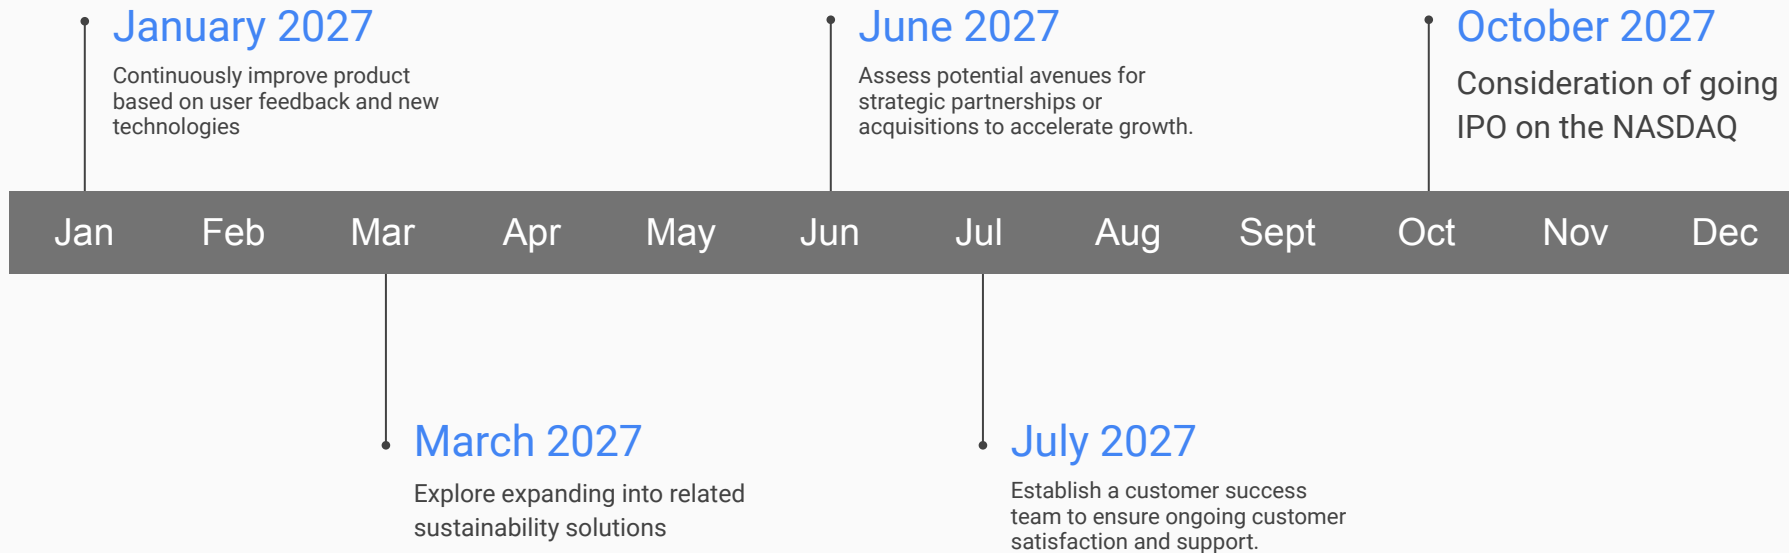 January 2027
Continuously improve product
based on user feedback and new
technologies
June 2027
Assess potential avenues for
strategic partnerships or
acquisitions to accelerate growth.
October 2027
Consideration of going
IPO on the NASDAQ
Jan Feb Mar Apr May Jun Jul Aug Sept Oct Nov Dec
March 2027
Explore expanding into related
sustainability solutions
July 2027
Establish a customer success
team to ensure ongoing customer
satisfaction and support.